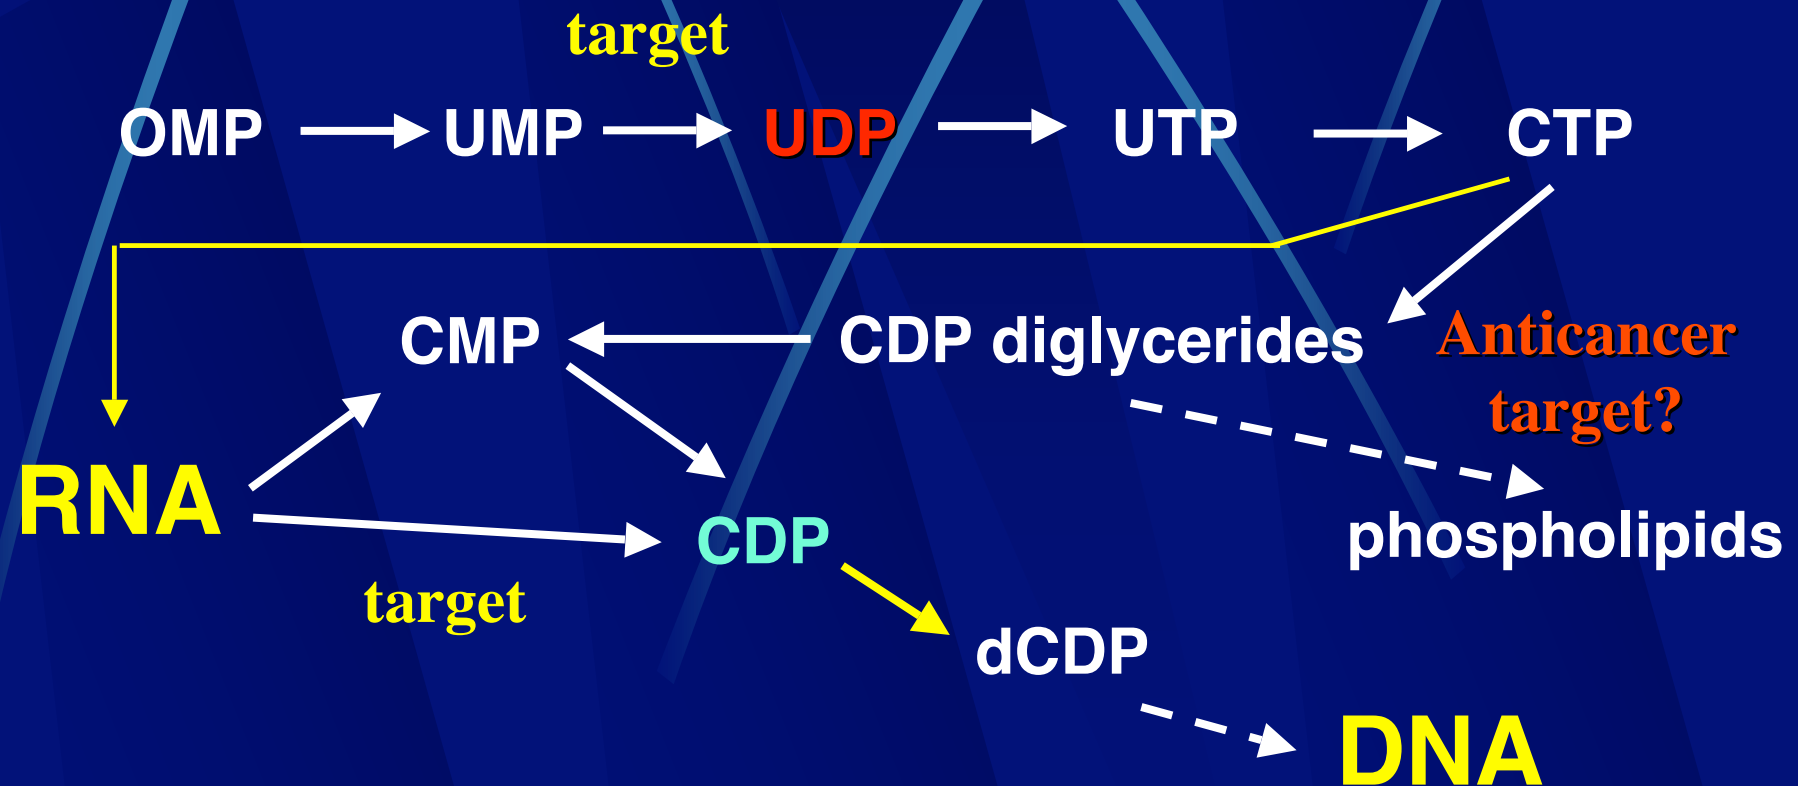 target
OMP UMP UDP UTP CTP
CMP CDP diglycerides Anticancer
target?
RNA CDP phospholipids
target
dCDP
DNA